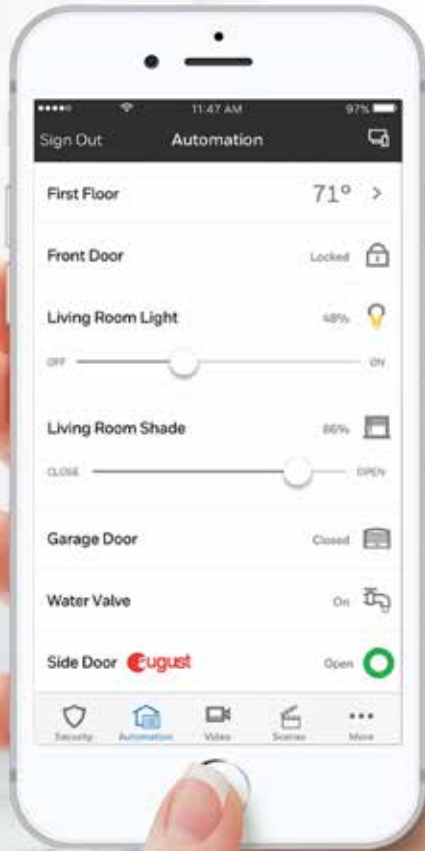 11:47 AM 97%
Sign Out Automation
First Floor 71° >
Front Door Locked
Living Room Light 48%
OFF ON
Living Room Shade 86%
CLOSE OPEN
Garage Door Closed
Water Valve On
Side Door August Open
Security Automation Video Scenes More